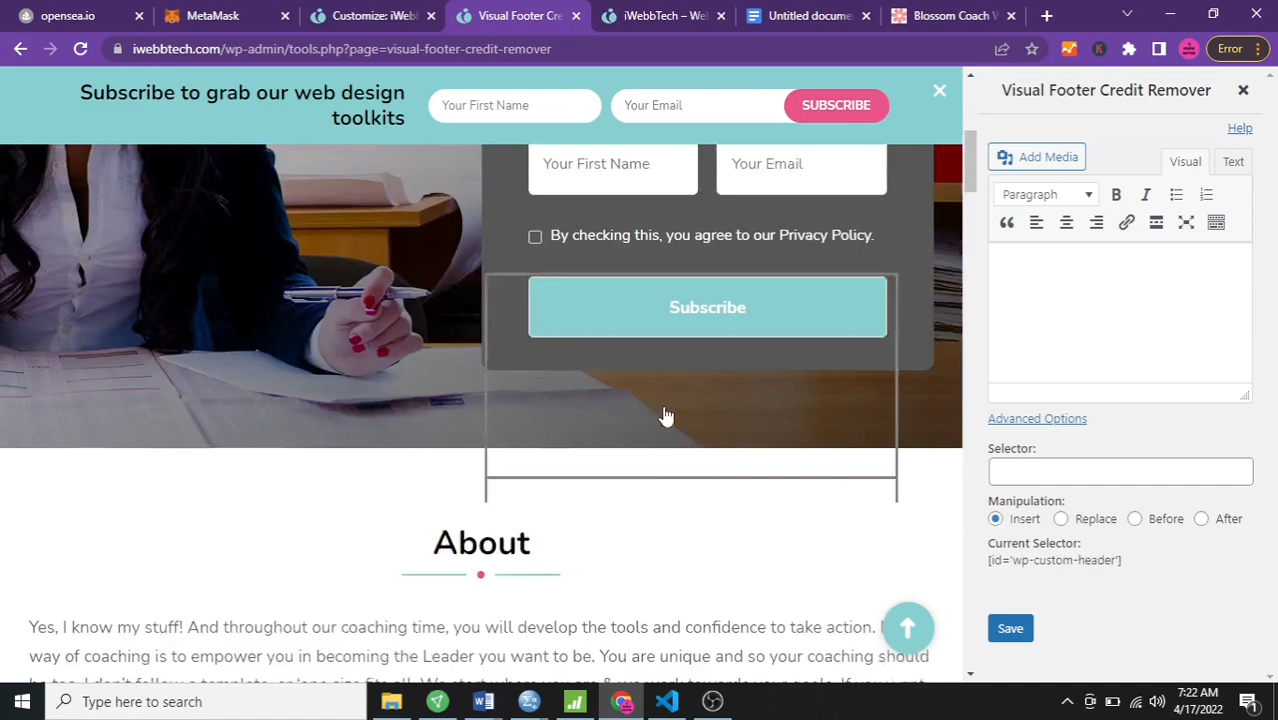 opensea.io
MetaMask
Customize: iWebb
Visual Footer Cre
iWebbTech – We
Untitled docume
Blossom Coach W
iwebbtech.com/wp-admin/tools.php?page=visual-footer-credit-remover
Error
Subscribe to grab our web design
toolkits
Your First Name
Your Email
SUBSCRIBE
Your First Name
Your Email
By checking this, you agree to our Privacy Policy.
Subscribe
About
Yes, I know my stuff! And throughout our coaching time, you will develop the tools and confidence to take action.
way of coaching is to empower you in becoming the Leader you want to be. You are unique and so your coaching should
Visual Footer Credit Remover
Help
Add Media
Visual
Text
Paragraph
B
I
Advanced Options
Selector:
Manipulation:
Insert
Replace
Before
After
Current Selector:
[id='wp-custom-header']
Save
Type here to search
7:22 AM
4/17/2022